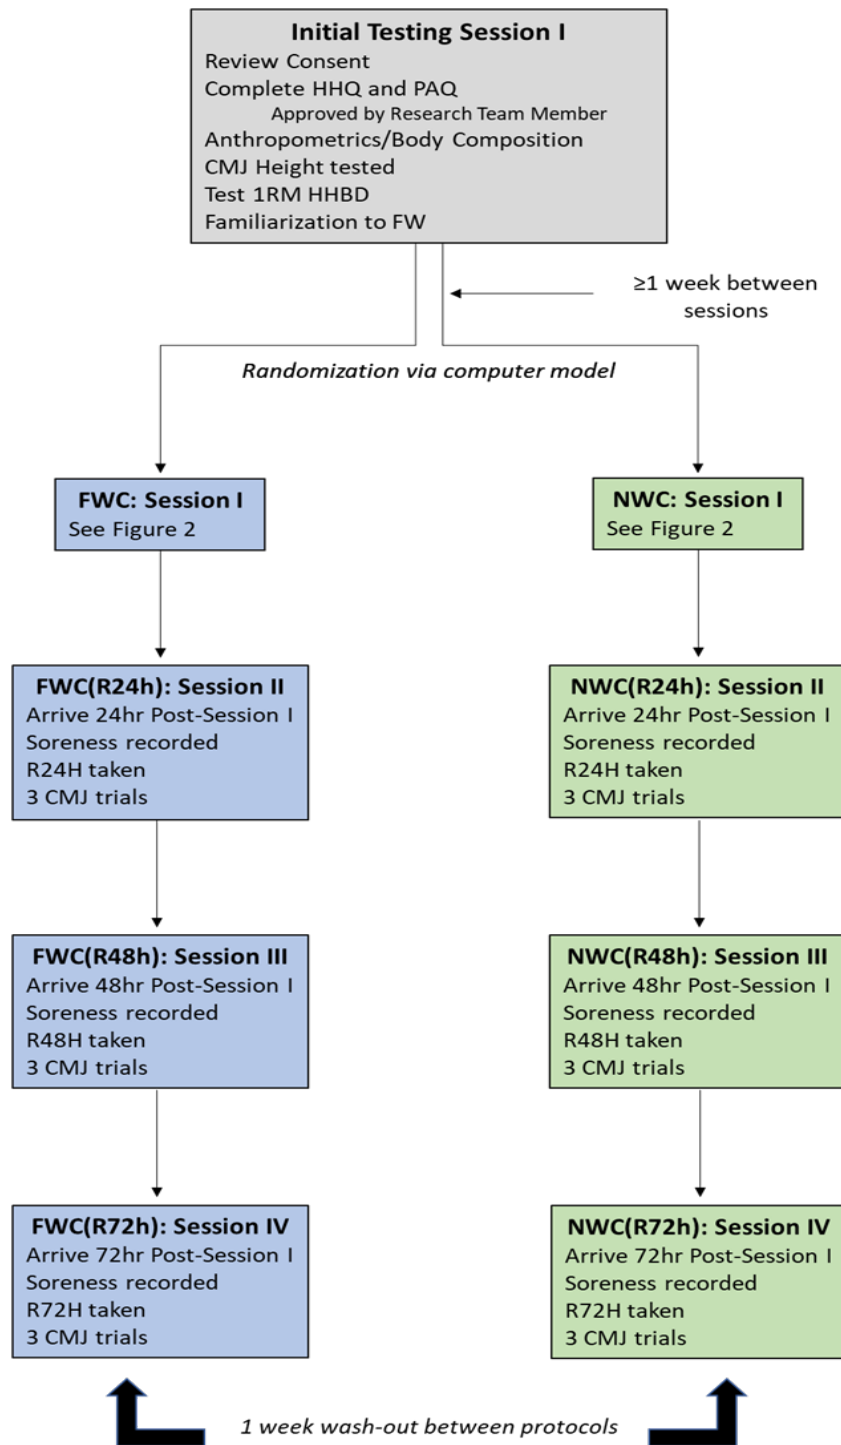 Initial Testing Session I
Review Consent
Complete HHQ and PAQ
Approved by Research Team Member
Anthropometrics/Body Composition
CMJ Height tested
Test 1RM HHBD
Familiarization to FW
≥1 week between
sessions
Randomization via computer model
FWC: Session I
See Figure 2
NWC: Session I
See Figure 2
FWC(R24h): Session II
Arrive 24hr Post-Session I
Soreness recorded
R24H taken
3 CMJ trials
NWC(R24h): Session II
Arrive 24hr Post-Session I
Soreness recorded
R24H taken
3 CMJ trials
FWC(R48h): Session III
Arrive 48hr Post-Session I
Soreness recorded
R48H taken
3 CMJ trials
NWC(R48h): Session III
Arrive 48hr Post-Session I
Soreness recorded
R48H taken
3 CMJ trials
FWC(R72h): Session IV
Arrive 72hr Post-Session I
Soreness recorded
R72H taken
3 CMJ trials
NWC(R72h): Session IV
Arrive 72hr Post-Session I
Soreness recorded
R72H taken
3 CMJ trials
1 week wash-out between protocols